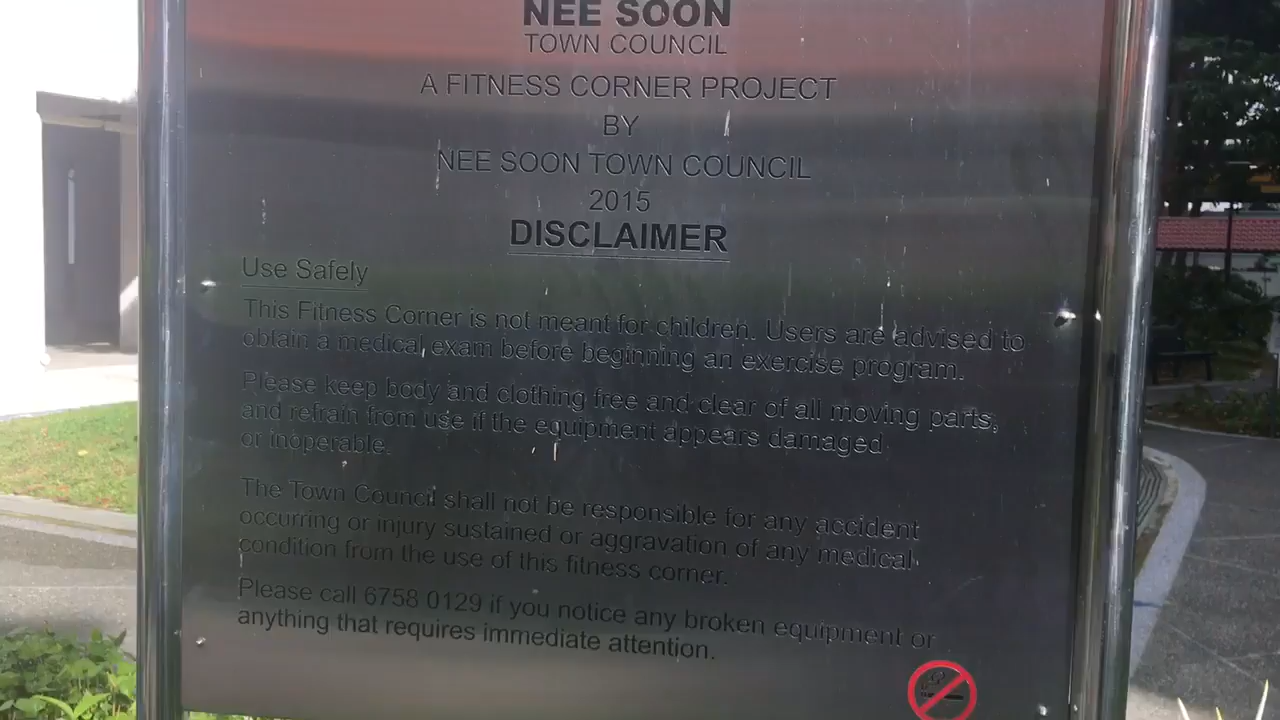 NEE SOON
TOWN COUNCIL
A FITNESS CORNER PROJECT
BY
NEE SOON TOWN COUNCIL
2015
DISCLAIMER
Use Safely
This Fitness Corner is not meant for children. Users are advised to
obtain a medical exam before beginning an exercise program.
Please keep body and clothing free and clear of all moving parts,
and refrain from use if the equipment appears damaged
or inoperable.
The Town Council shall not be responsible for any accident
occurring or injury sustained or aggravation of any medical
condition from the use of this fitness corner.
Please call 6758 0129 if you notice any broken equipment or
anything that requires immediate attention.